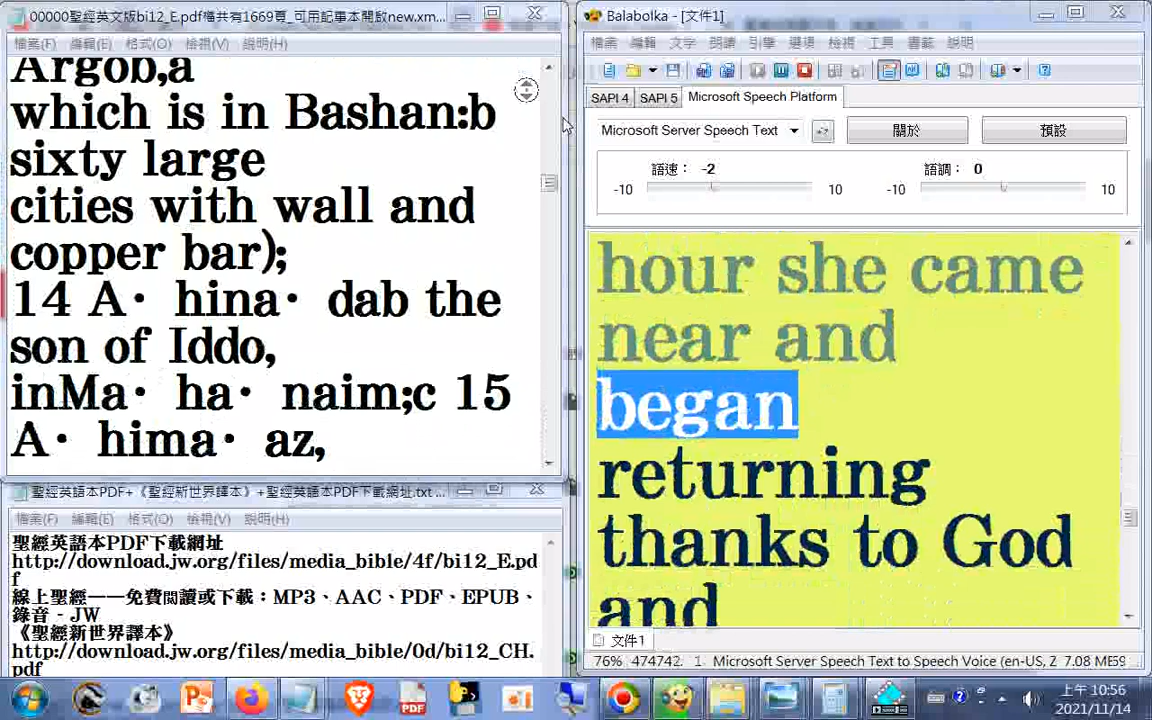 00000聖經英文版bi12_E.pdf檔共有1669頁_可用記事本開啟new.xm...
檔案(F) 編輯(E) 格式(O) 檢視(V) 說明(H)
Argob,a
which is in Bashan:b
sixty large
cities with wall and
copper bar);
14 A· hina· dab the
son of Iddo,
inMa· ha· naim;c 15
A· hima· az,
聖經英語本PDF+《聖經新世界譯本》+聖經英語本PDF下載網址.txt ...
檔案(F) 編輯(E) 格式(O) 檢視(V) 說明(H)
聖經英語本PDF下載網址
http://download.jw.org/files/media_bible/4f/bi12_E.pd
f
線上聖經——免費閱讀或下載：MP3、AAC、PDF、EPUB、
錄音 - JW
《聖經新世界譯本》
http://download.jw.org/files/media_bible/0d/bi12_CH.
pdf
Balabolka - [文件1]
檔案 編輯 文字 朗讀 引擎 選項 檢視 工具 書籤 說明
SAPI 4 SAPI 5 Microsoft Speech Platform
Microsoft Server Speech Text 關於 預設
語速： -2 語調： 0
-10 10 -10 10
hour she came
near and
began
returning
thanks to God
and
文件1
76% 474742. 1. Microsoft Server Speech Text to Speech Voice (en-US, Z 7.08 ME59
PDF
上午 10:56
2021/11/14